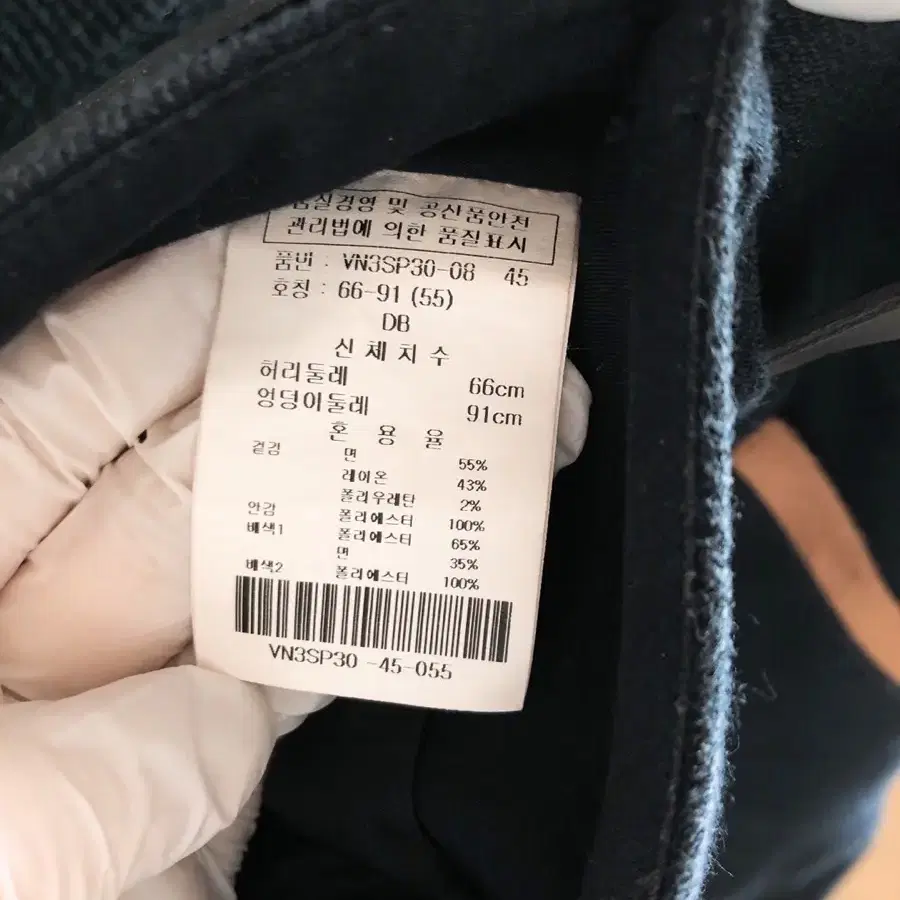 품질경영 및 공산품안전
관리법에 의한 품질표시
품번 : VN3SP30-08 45
호칭 : 66-91 (55)
DB
신 체 치 수
허리둘레 66cm
엉덩이둘레 91cm
혼 용 율
겉감 면 55%
레이온 43%
폴리우레탄 2%
안감 폴리에스터 100%
배색1 폴리에스터 65%
면 35%
배색2 폴리에스터 100%
VN3SP30 -45-055